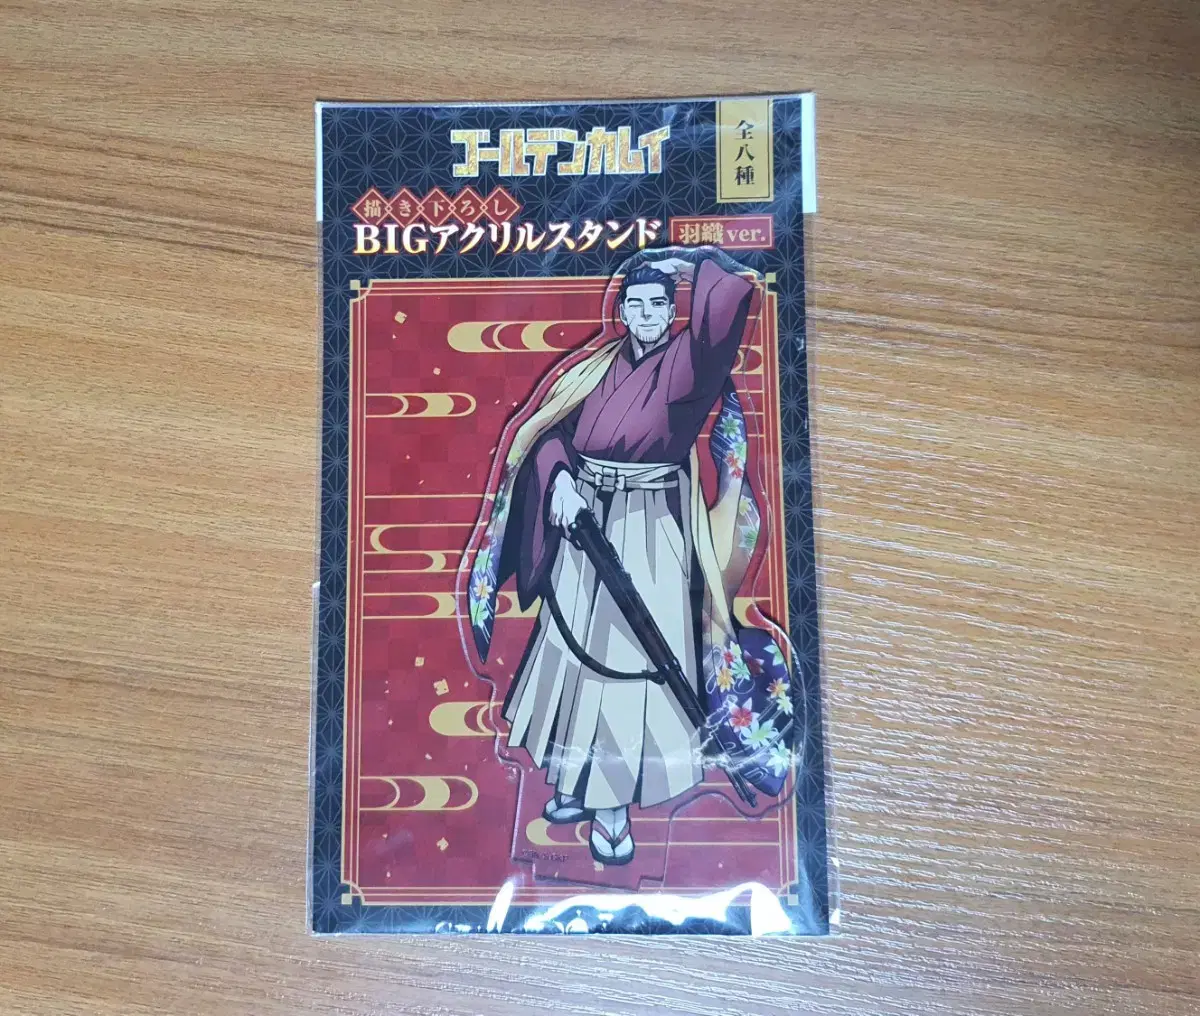 ゴールデンカムイ
全八種
描き下ろし
BIGアクリルスタンド 羽織ver.